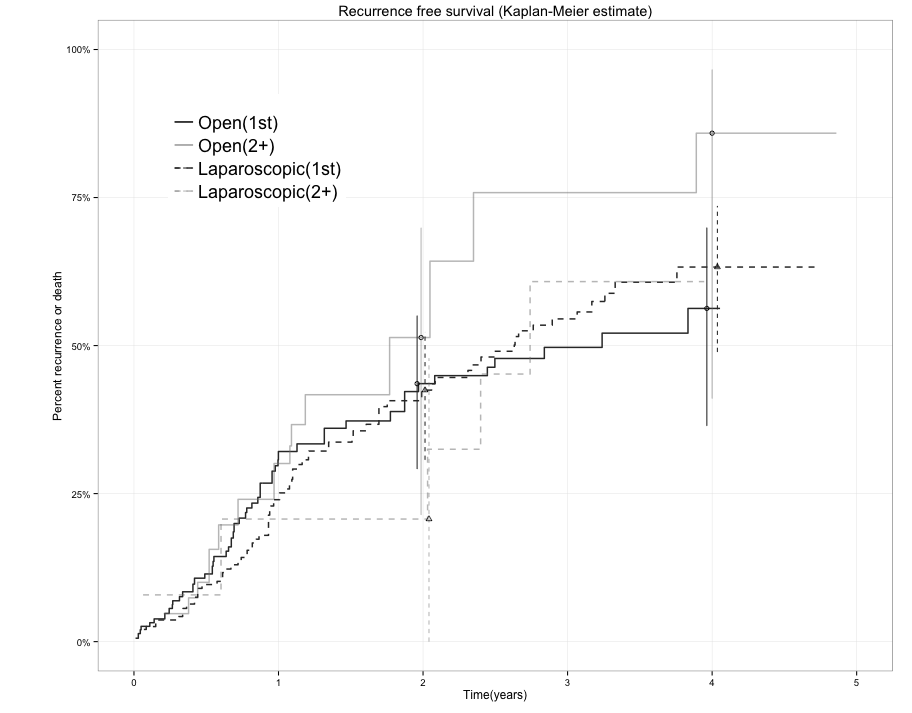 Recurrence free survival (Kaplan-Meier estimate)
100%
Open(1st)
Open(2+)
Laparoscopic(1st)
Laparoscopic(2+)
75%
Percent recurrence or death
50%
25%
0%
0 1 2 3 4 5
Time(years)